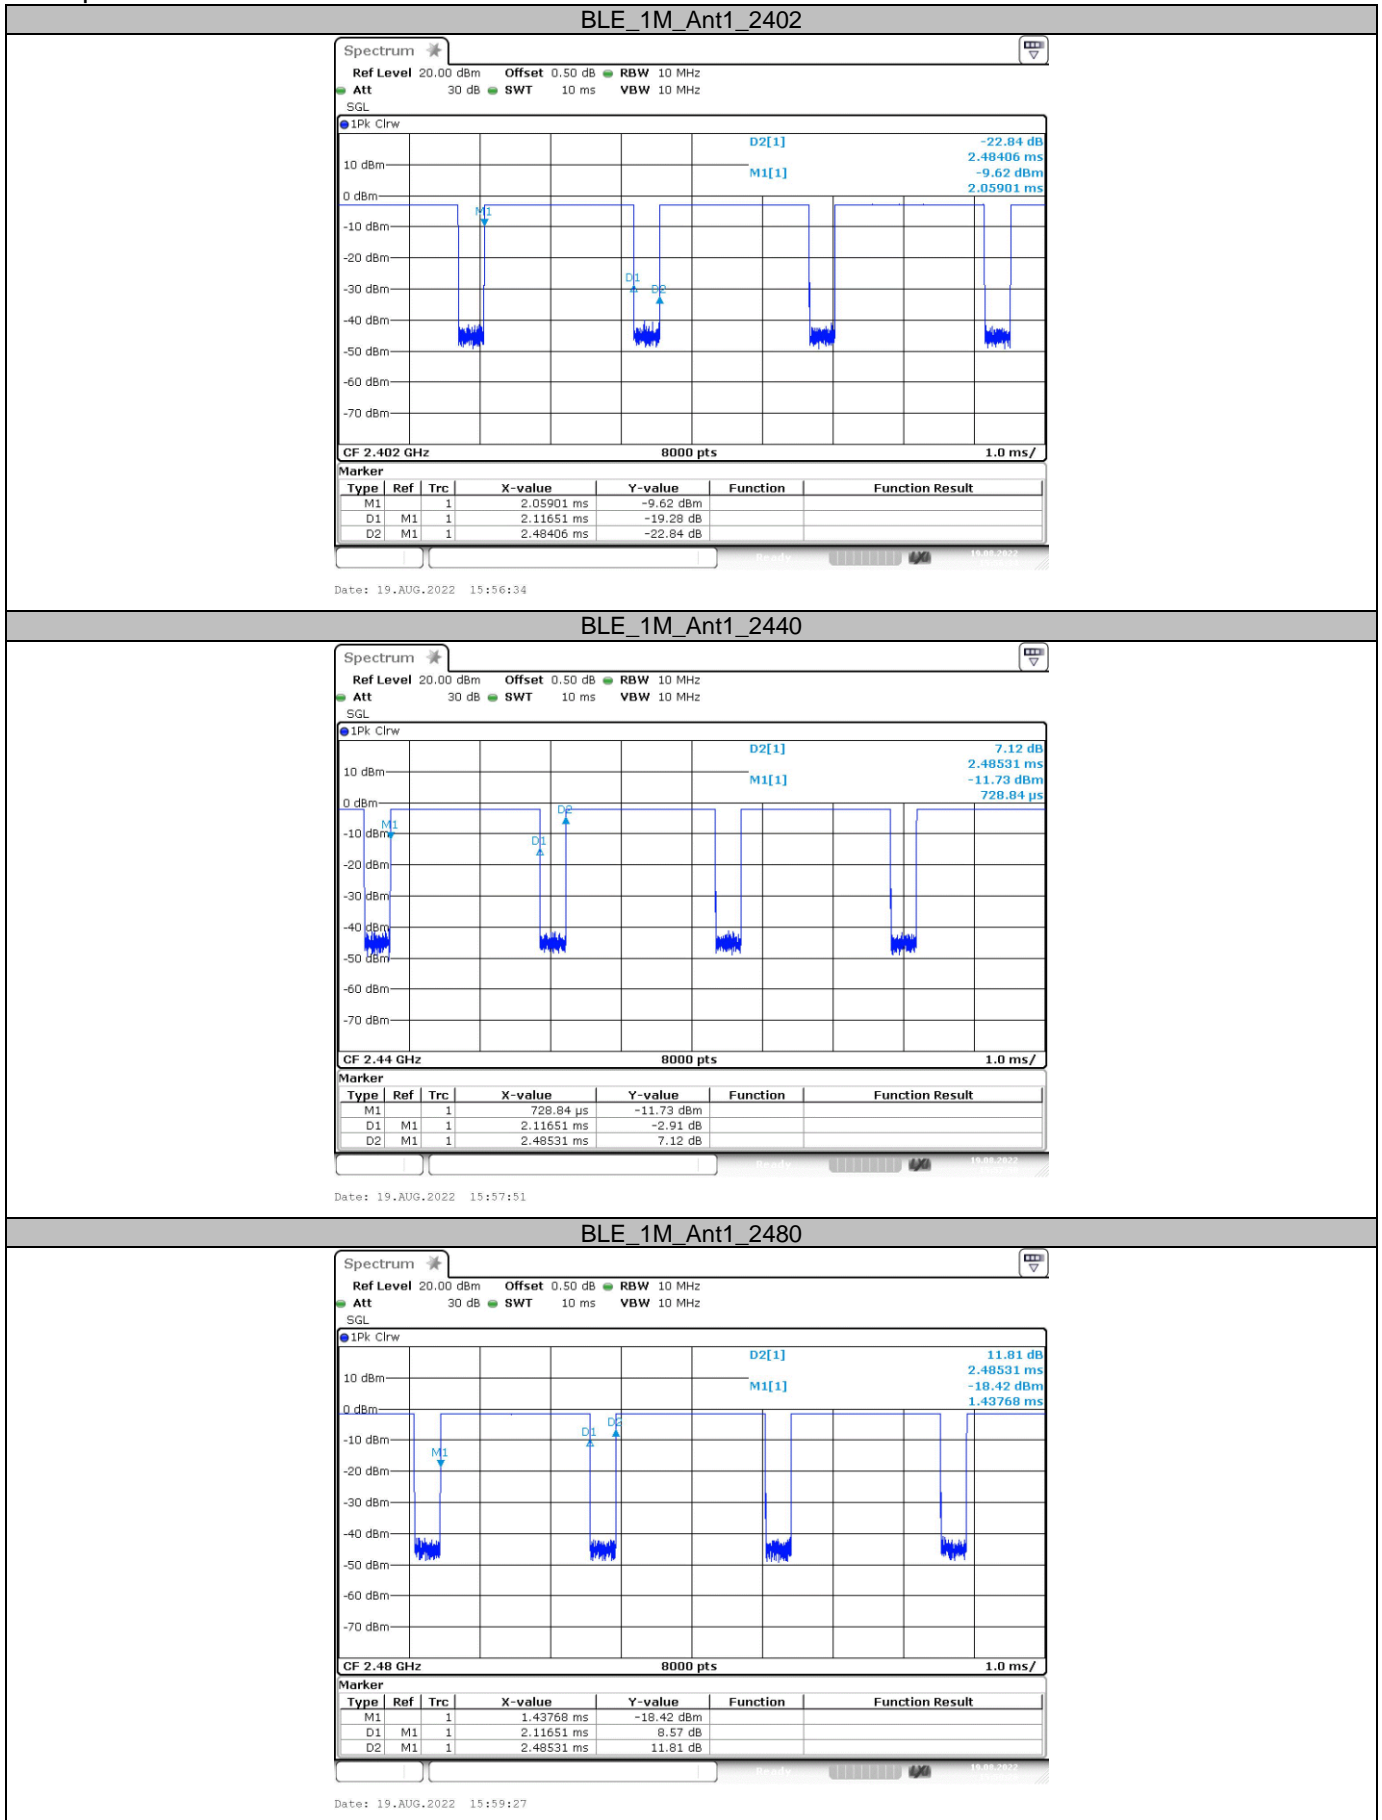 BLE_1M_Ant1_2402
Spectrum
Ref Level 20.00 dBm Offset 0.50 dB RBW 10 MHz
Att 30 dB SWT 10 ms VBW 10 MHz
SGL
1Pk Clrw
D2[1] -22.84 dB
2.48406 ms
10 dBm
M1[1] -9.62 dBm
2.05901 ms
0 dBm
M1
-10 dBm
-20 dBm
D1
D2
-30 dBm
-40 dBm
-50 dBm
-60 dBm
-70 dBm
CF 2.402 GHz 8000 pts 1.0 ms/
Marker
Type Ref Trc X-value Y-value Function Function Result
M1 1 2.05901 ms -9.62 dBm
D1 M1 1 2.11651 ms -19.28 dB
D2 M1 1 2.48406 ms -22.84 dB
Ready 19.08.2022
Date: 19.AUG.2022 15:56:34
BLE_1M_Ant1_2440
Spectrum
Ref Level 20.00 dBm Offset 0.50 dB RBW 10 MHz
Att 30 dB SWT 10 ms VBW 10 MHz
SGL
1Pk Clrw
D2[1] 7.12 dB
2.48531 ms
10 dBm
M1[1] -11.73 dBm
728.84 µs
0 dBm
D2
M1
-10 dBm
D1
-20 dBm
-30 dBm
-40 dBm
-50 dBm
-60 dBm
-70 dBm
CF 2.44 GHz 8000 pts 1.0 ms/
Marker
Type Ref Trc X-value Y-value Function Function Result
M1 1 728.84 µs -11.73 dBm
D1 M1 1 2.11651 ms -2.91 dB
D2 M1 1 2.48531 ms 7.12 dB
Ready 19.08.2022
Date: 19.AUG.2022 15:57:51
BLE_1M_Ant1_2480
Spectrum
Ref Level 20.00 dBm Offset 0.50 dB RBW 10 MHz
Att 30 dB SWT 10 ms VBW 10 MHz
SGL
1Pk Clrw
D2[1] 11.81 dB
2.48531 ms
10 dBm
M1[1] -18.42 dBm
1.43768 ms
0 dBm
D2
D1
-10 dBm
M1
-20 dBm
-30 dBm
-40 dBm
-50 dBm
-60 dBm
-70 dBm
CF 2.48 GHz 8000 pts 1.0 ms/
Marker
Type Ref Trc X-value Y-value Function Function Result
M1 1 1.43768 ms -18.42 dBm
D1 M1 1 2.11651 ms 8.57 dB
D2 M1 1 2.48531 ms 11.81 dB
Ready 19.08.2022
Date: 19.AUG.2022 15:59:27